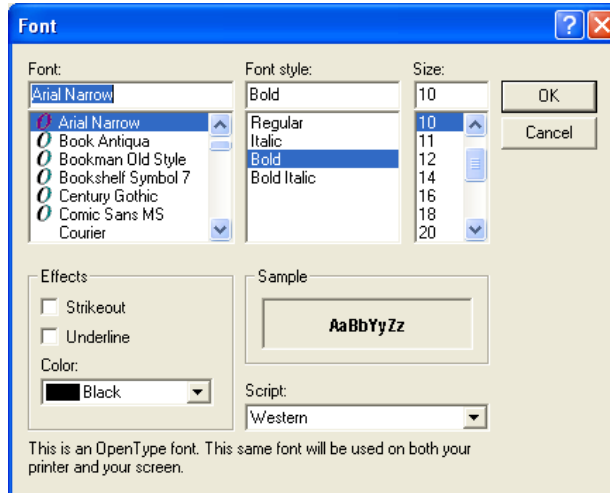 Font
Font:
Arial Narrow
Arial Narrow
Book Antiqua
Bookman Old Style
Bookshelf Symbol 7
Century Gothic
Comic Sans MS
Courier
Font style:
Bold
Regular
Italic
Bold
Bold Italic
Size:
10
10
11
12
14
16
18
20
OK
Cancel
Effects
Strikeout
Underline
Color:
Black
Sample
AaBbYyZz
Script:
Western
This is an OpenType font. This same font will be used on both your
printer and your screen.